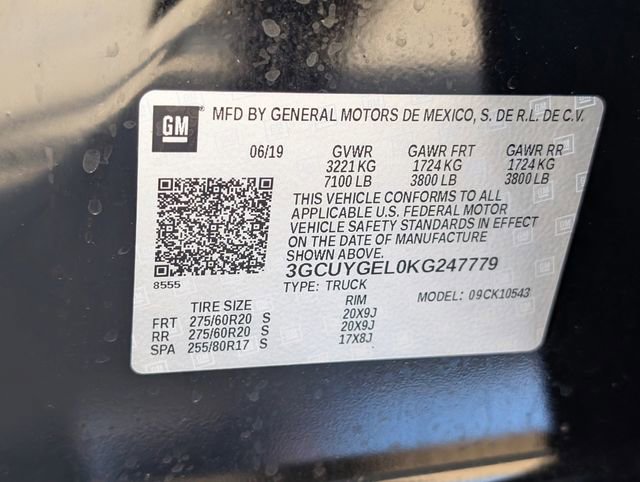 GM
MFD BY GENERAL MOTORS DE MEXICO, S. DE R.L. DE C.V.
06/19 GVWR GAWR FRT GAWR RR
3221 KG 1724 KG 1724 KG
7100 LB 3800 LB 3800 LB
THIS VEHICLE CONFORMS TO ALL
APPLICABLE U.S. FEDERAL MOTOR
VEHICLE SAFETY STANDARDS IN EFFECT
ON THE DATE OF MANUFACTURE
SHOWN ABOVE.
3GCUYGEL0KG247779
8555
TYPE: TRUCK MODEL: 09CK10543
TIRE SIZE RIM
FRT 275/60R20 S 20X9J
RR 275/60R20 S 20X9J
SPA 255/80R17 S 17X8J